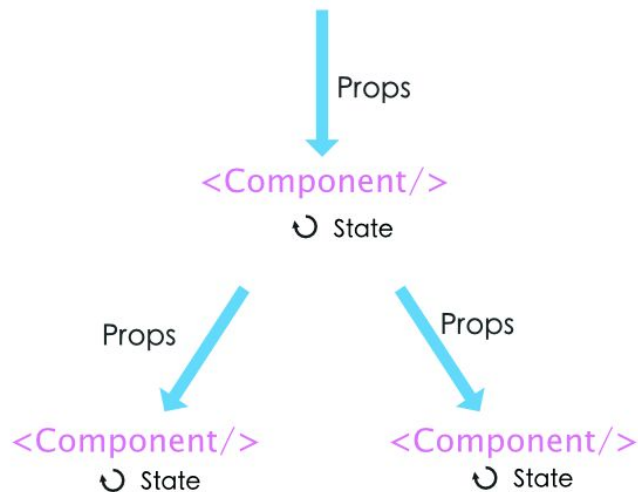 Props
<Component/>
State
Props
Props
<Component/>
<Component/>
State
State